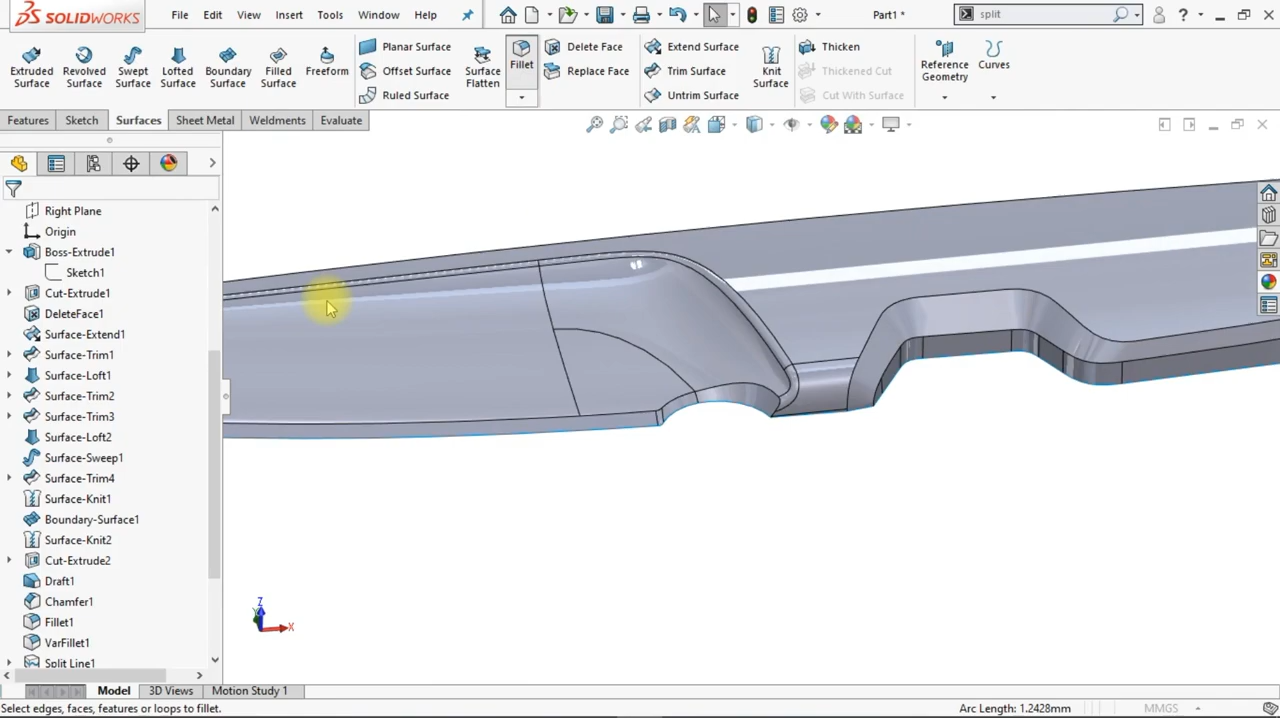 SOLIDWORKS File Edit View Insert Tools Window Help Part1 * split
Extruded Surface
Revolved Surface
Swept Surface
Lofted Surface
Boundary Surface
Filled Surface
Freeform
Planar Surface
Offset Surface
Ruled Surface
Surface Flatten
Fillet
Delete Face
Replace Face
Extend Surface
Trim Surface
Untrim Surface
Knit Surface
Thicken
Thickened Cut
Cut With Surface
Reference Geometry
Curves
Features Sketch Surfaces Sheet Metal Weldments Evaluate
Right Plane
Origin
Boss-Extrude1
Sketch1
Cut-Extrude1
DeleteFace1
Surface-Extend1
Surface-Trim1
Surface-Loft1
Surface-Trim2
Surface-Trim3
Surface-Loft2
Surface-Sweep1
Surface-Trim4
Surface-Knit1
Boundary-Surface1
Surface-Knit2
Cut-Extrude2
Draft1
Chamfer1
Fillet1
VarFillet1
Split Line1
Z
X
Model 3D Views Motion Study 1
Select edges, faces, features or loops to fillet. Arc Length: 1.2428mm MMGS